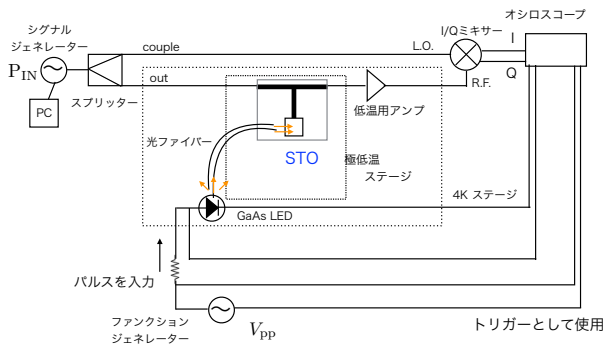 オシロスコープ
シグナル
ジェネレーター
I/Qミキサー
couple
L.O.
I
P_IN
out
R.F.
Q
PC
スプリッター
低温用アンプ
光ファイバー
STO
極低温
ステージ
4K ステージ
GaAs LED
パルスを入力
ファンクション
ジェネレーター
V_pp
トリガーとして使用